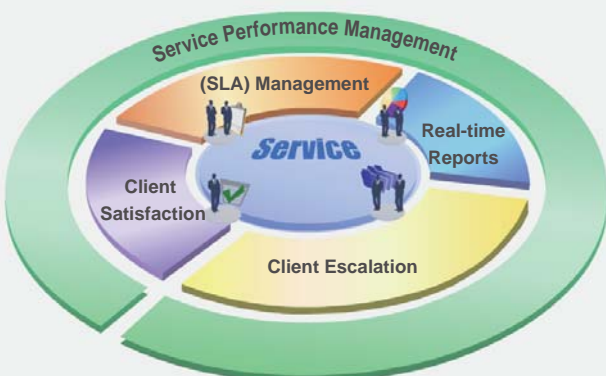 Service Performance Management
(SLA) Management
Real-time
Reports
Service
Client
Satisfaction
Client Escalation